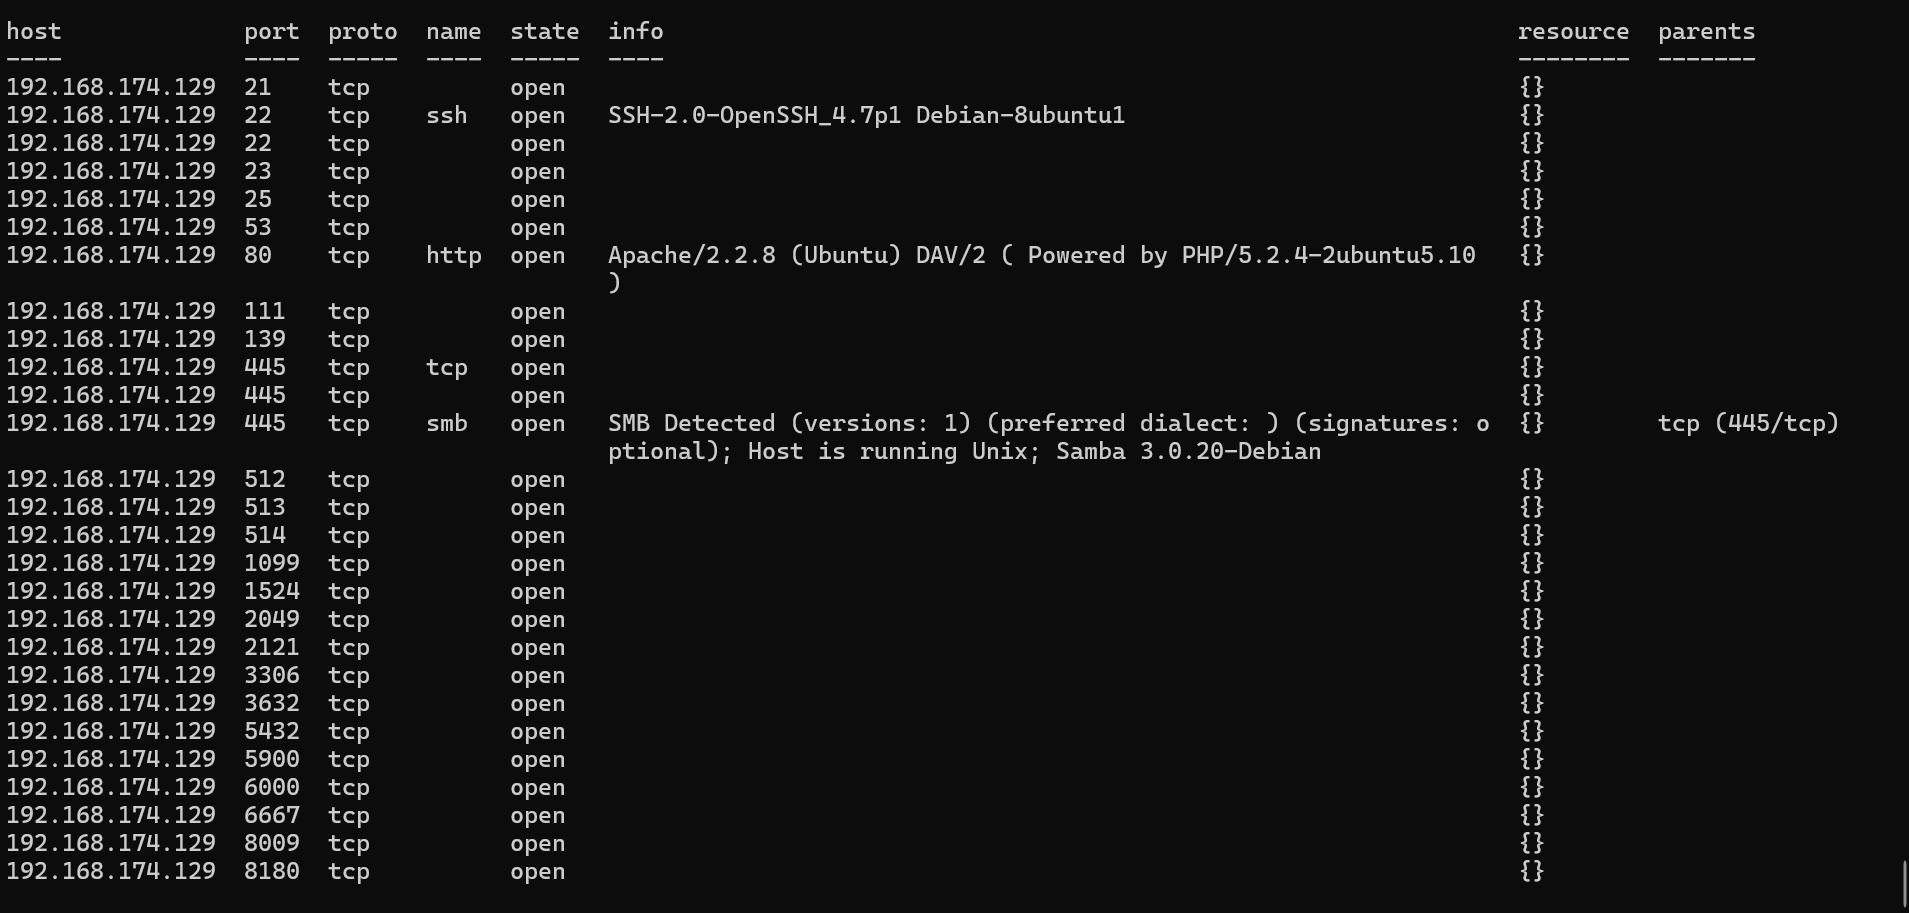 host             port  proto  name  state  info                                                             resource  parents
----             ----  -----  ----  -----  ----                                                             --------  -------
192.168.174.129  21    tcp          open                                                                    {}
192.168.174.129  22    tcp    ssh   open   SSH-2.0-OpenSSH_4.7p1 Debian-8ubuntu1                            {}
192.168.174.129  22    tcp          open                                                                    {}
192.168.174.129  23    tcp          open                                                                    {}
192.168.174.129  25    tcp          open                                                                    {}
192.168.174.129  53    tcp          open                                                                    {}
192.168.174.129  80    tcp    http  open   Apache/2.2.8 (Ubuntu) DAV/2 ( Powered by PHP/5.2.4-2ubuntu5.10   {}
                                           )
192.168.174.129  111   tcp          open                                                                    {}
192.168.174.129  139   tcp          open                                                                    {}
192.168.174.129  445   tcp    tcp   open                                                                    {}
192.168.174.129  445   tcp          open                                                                    {}
192.168.174.129  445   tcp    smb   open   SMB Detected (versions: 1) (preferred dialect: ) (signatures: o  {}        tcp (445/tcp)
                                           ptional); Host is running Unix; Samba 3.0.20-Debian
192.168.174.129  512   tcp          open                                                                    {}
192.168.174.129  513   tcp          open                                                                    {}
192.168.174.129  514   tcp          open                                                                    {}
192.168.174.129  1099  tcp          open                                                                    {}
192.168.174.129  1524  tcp          open                                                                    {}
192.168.174.129  2049  tcp          open                                                                    {}
192.168.174.129  2121  tcp          open                                                                    {}
192.168.174.129  3306  tcp          open                                                                    {}
192.168.174.129  3632  tcp          open                                                                    {}
192.168.174.129  5432  tcp          open                                                                    {}
192.168.174.129  5900  tcp          open                                                                    {}
192.168.174.129  6000  tcp          open                                                                    {}
192.168.174.129  6667  tcp          open                                                                    {}
192.168.174.129  8009  tcp          open                                                                    {}
192.168.174.129  8180  tcp          open                                                                    {}